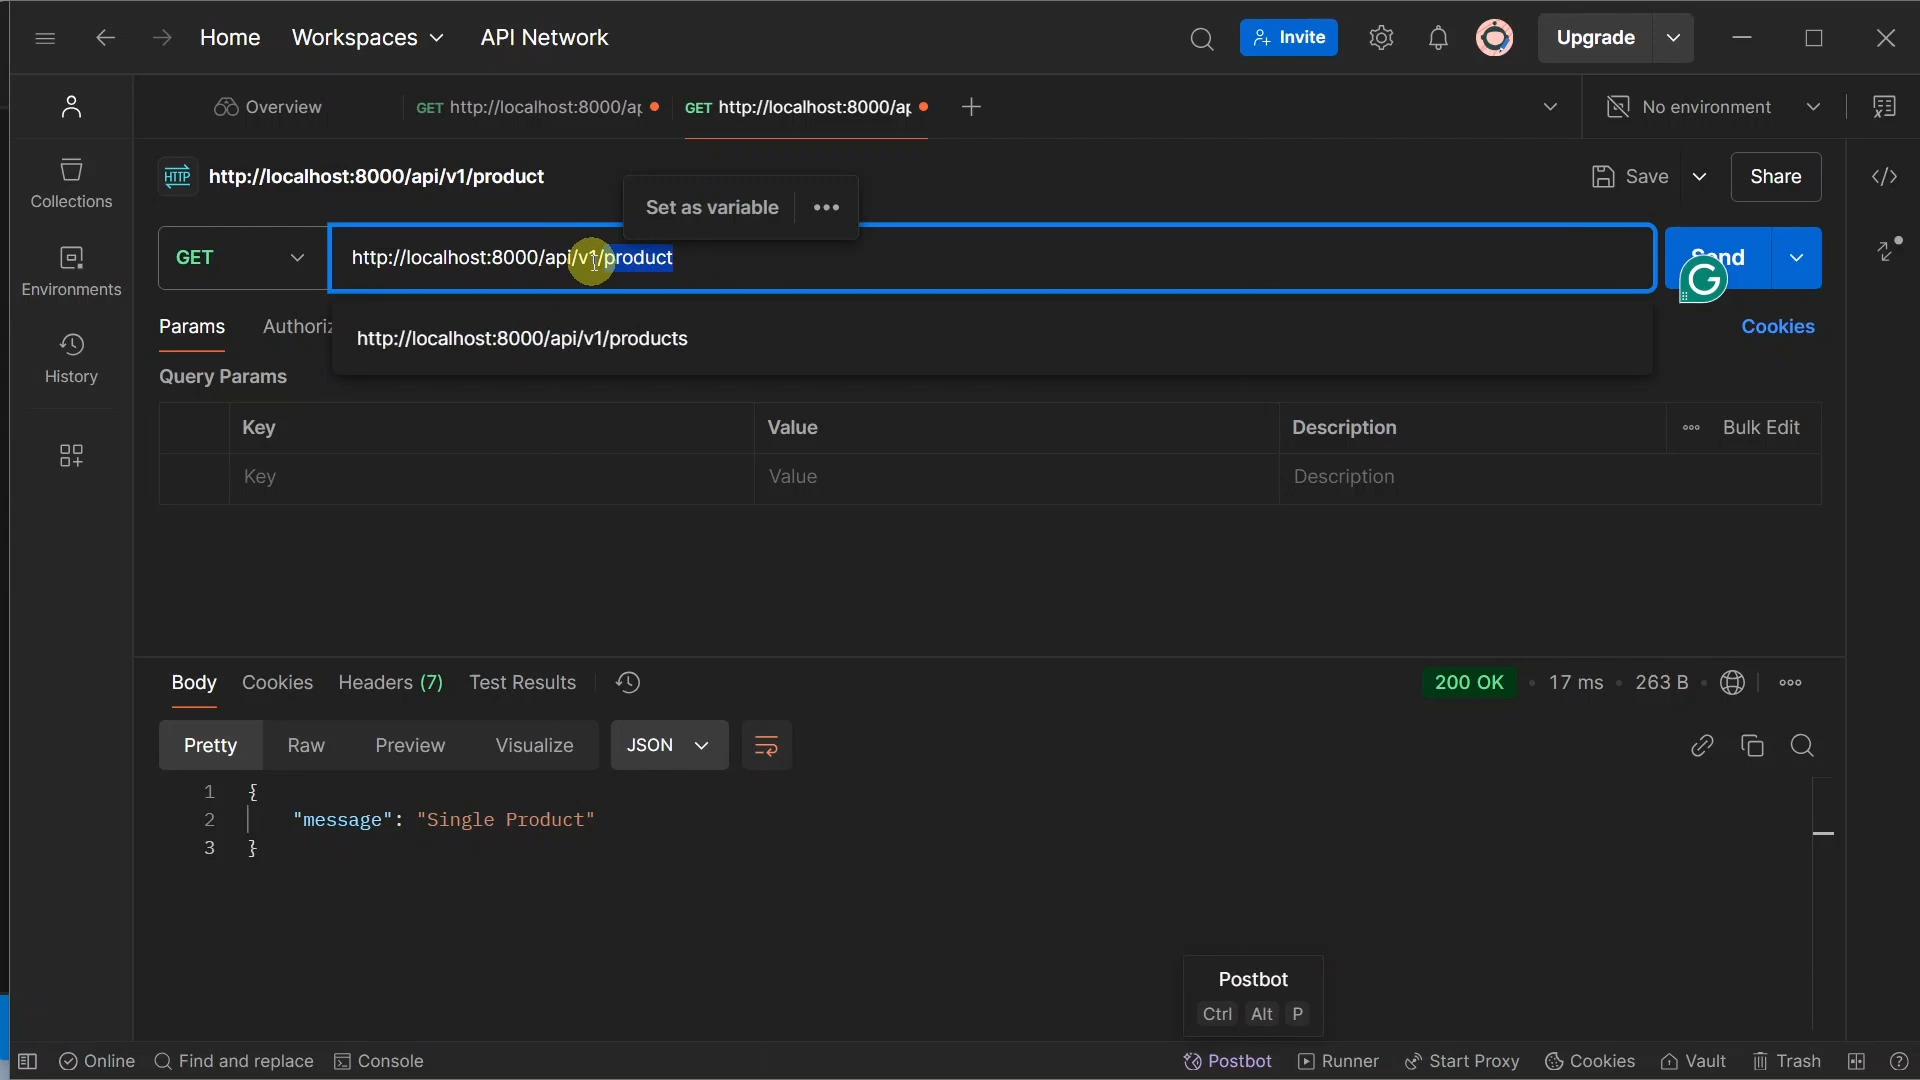 Home Workspaces API Network Invite Upgrade
Overview GET http://localhost:8000/ap GET http://localhost:8000/ap No environment
HTTP http://localhost:8000/api/v1/product Save Share
Set as variable
GET http://localhost:8000/api/v1/product Send
Collections
Environments
History
Params Authoriz http://localhost:8000/api/v1/products Cookies
Query Params
Key Value Description Bulk Edit
Key Value Description
Body Cookies Headers (7) Test Results 200 OK • 17 ms • 263 B
Pretty Raw Preview Visualize JSON
1 {
2 "message": "Single Product"
3 }
Postbot
Ctrl Alt P
Online Find and replace Console Postbot Runner Start Proxy Cookies Vault Trash